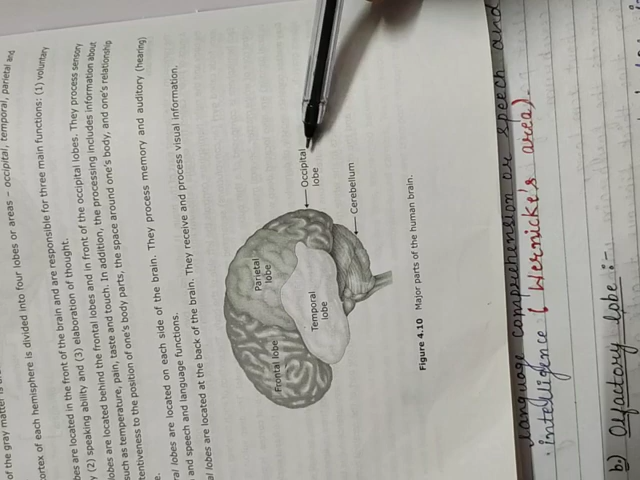 of the gray matter is
cortex of each hemisphere is divided into four lobes or areas – occipital, temporal, parietal and
bes are located in the front of the brain and are responsible for three main functions: (1) voluntary
y (2) speaking ability and (3) elaboration of thought.
lobes are located behind the frontal lobes and in front of the occipital lobes. They process sensory
such as temperature, pain, taste and touch. In addition, the processing includes information about
tentiveness to the position of one's body parts, the space around one's body, and one's relationship
e.
ral lobes are located on each side of the brain. They process memory and auditory (hearing)
and speech and language functions.
al lobes are located at the back of the brain. They receive and process visual information.
Frontal lobe
Parietal
lobe
Temporal
lobe
Occipital
lobe
Cerebellum
Figure 4.10 Major parts of the human brain.
language comprehension or speech and
intelligence (Wernicke's area).
b.) Olfactory lobe :-